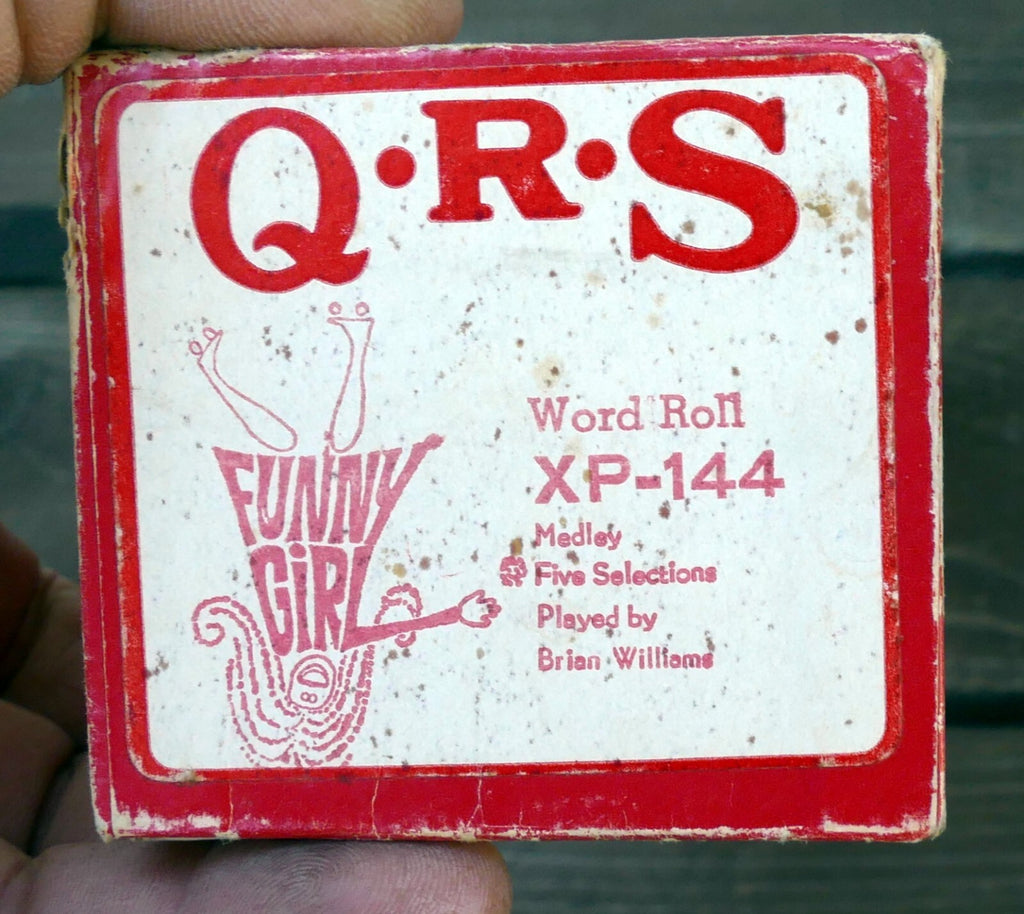 Q·R·S
FUNNY
GiRL
Word Roll
XP-144
Medley
Five Selections
Played by
Brian Williams